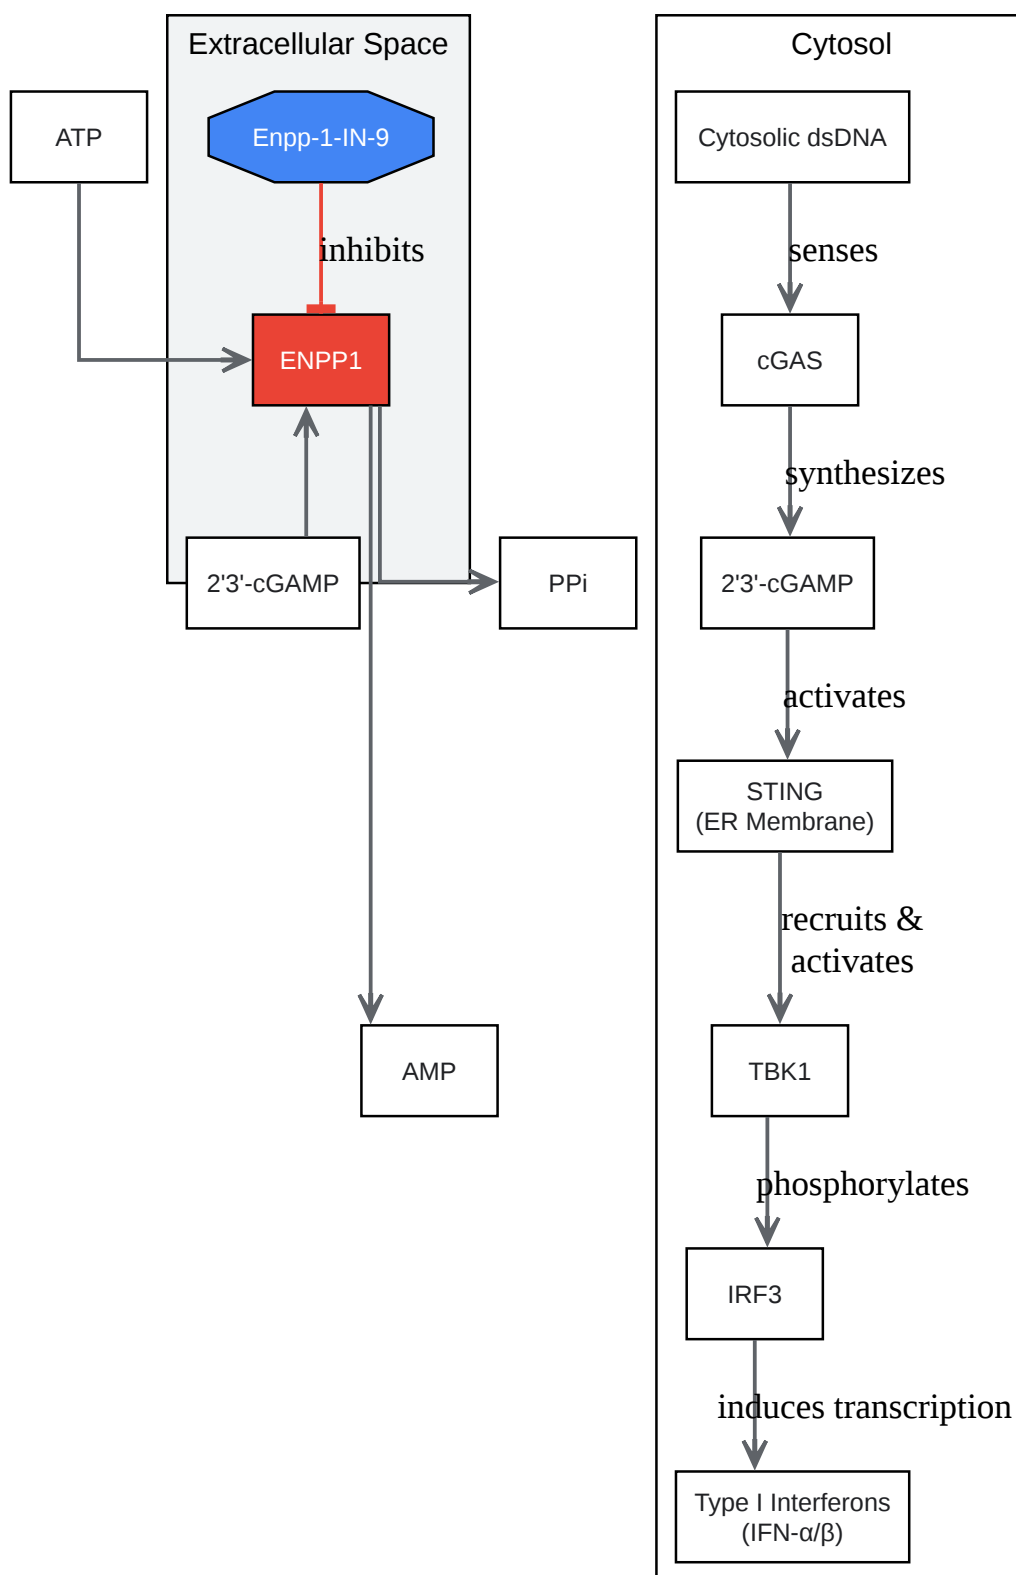 Extracellular Space
ATP
Enpp-1-IN-9
inhibits
ENPP1
2'3'-cGAMP
PPi
AMP
Cytosol
Cytosolic dsDNA
senses
cGAS
synthesizes
2'3'-cGAMP
activates
STING
(ER Membrane)
recruits &
activates
TBK1
phosphorylates
IRF3
induces transcription
Type I Interferons
(IFN-α/β)